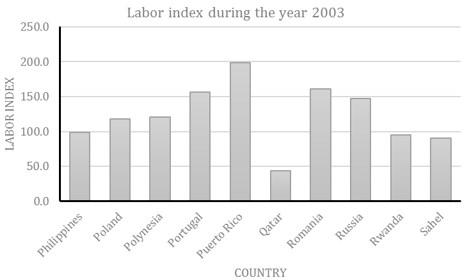 Labor index during the year 2003
LABOR INDEX
250.0
200.0
150.0
100.0
50.0
0.0
Philippines
Poland
Polynesia
Portugal
Puerto Rico
Qatar
Romania
Russia
Rwanda
Sahel
COUNTRY